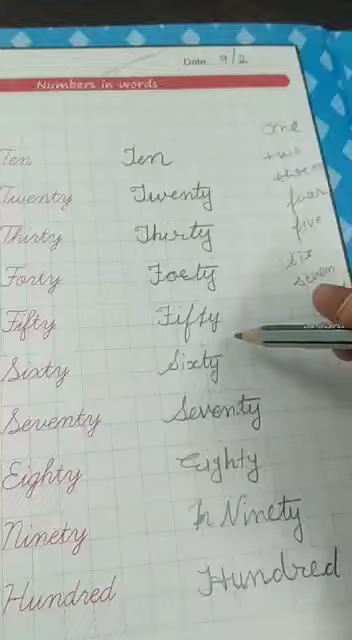 Date 9/2
Numbers in words
one
Ten Ten
two
three
Twenty Twenty
four
Thirty Thirty
five
six
Forty Foety
seven
Fifty Fifty
Sixty Sixty
Seventy Seventy
Eighty Eighty
Ninety Ninety
Hundred Hundred